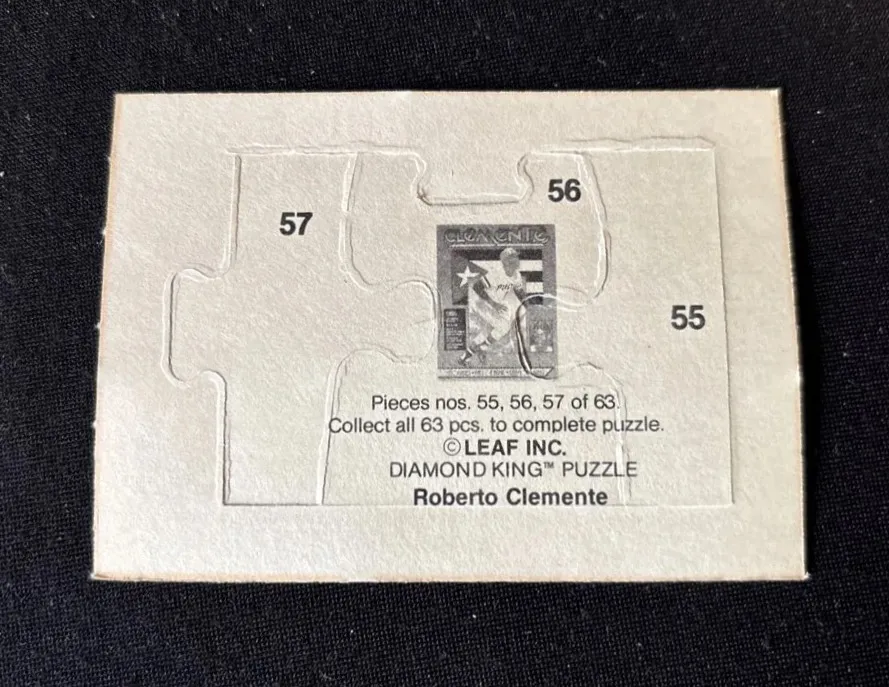 56
57
CLEMENTE
55
Pieces nos. 55, 56, 57 of 63.
Collect all 63 pcs. to complete puzzle.
©LEAF INC.
DIAMOND KING™ PUZZLE
Roberto Clemente